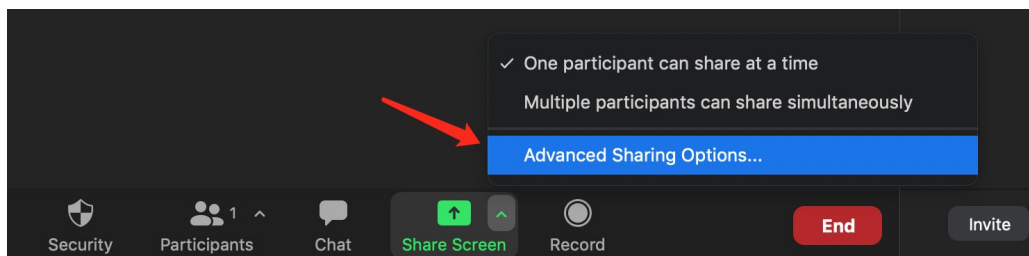 One participant can share at a time
Multiple participants can share simultaneously
Advanced Sharing Options...
1
Security Participants Chat Share Screen Record End Invite